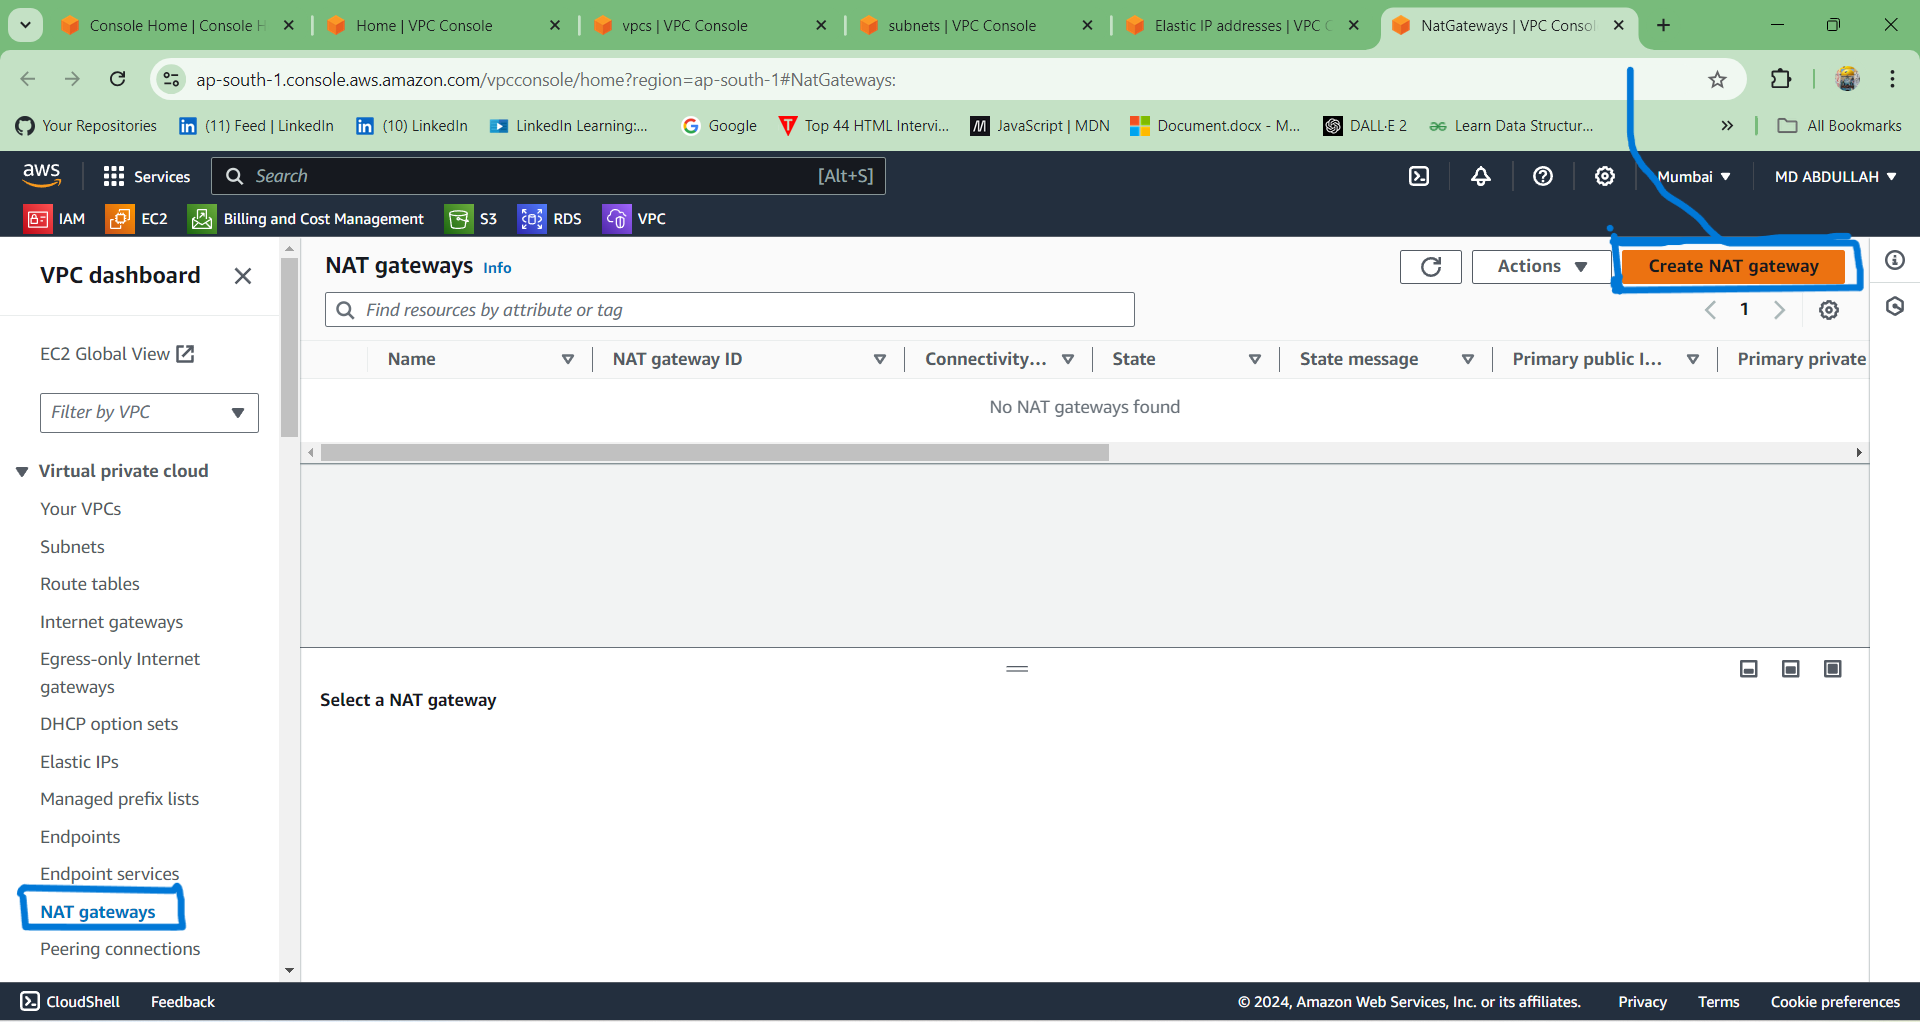 Console Home | Console H
Home | VPC Console
vpcs | VPC Console
subnets | VPC Console
Elastic IP addresses | VPC C
NatGateways | VPC Consol
ap-south-1.console.aws.amazon.com/vpcconsole/home?region=ap-south-1#NatGateways:
Your Repositories
(11) Feed | LinkedIn
(10) LinkedIn
LinkedIn Learning:...
Google
Top 44 HTML Intervi...
JavaScript | MDN
Document.docx - M...
DALL·E 2
Learn Data Structur...
All Bookmarks
aws
Services
Search
[Alt+S]
Mumbai
MD ABDULLAH
IAM
EC2
Billing and Cost Management
S3
RDS
VPC
VPC dashboard
EC2 Global View
Filter by VPC
Virtual private cloud
Your VPCs
Subnets
Route tables
Internet gateways
Egress-only Internet
gateways
DHCP option sets
Elastic IPs
Managed prefix lists
Endpoints
Endpoint services
NAT gateways
Peering connections
NAT gateways Info
Actions
Create NAT gateway
Find resources by attribute or tag
1
Name
NAT gateway ID
Connectivity...
State
State message
Primary public I...
Primary private
No NAT gateways found
Select a NAT gateway
CloudShell
Feedback
© 2024, Amazon Web Services, Inc. or its affiliates.
Privacy
Terms
Cookie preferences